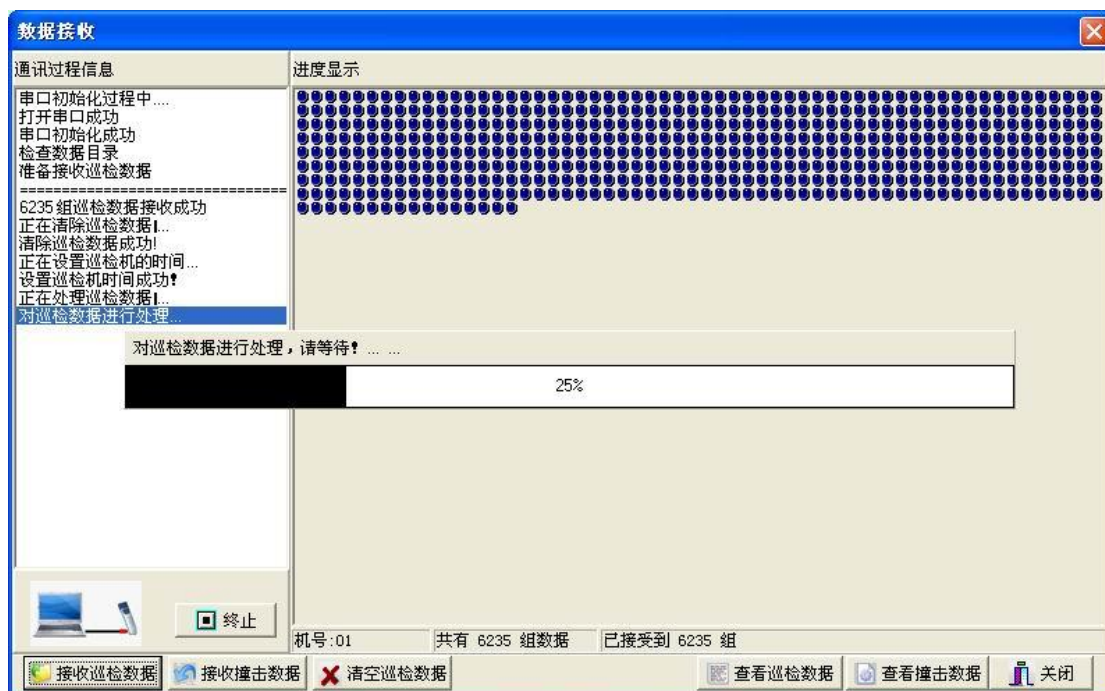 数据接收
通讯过程信息
进度显示
串口初始化过程中....
打开串口成功
串口初始化成功
检查数据目录
准备接收巡检数据
================================
6235 组巡检数据接收成功
正在清除巡检数据!...
清除巡检数据成功!
正在设置巡检机的时间...
设置巡检机时间成功!
正在处理巡检数据!...
对巡检数据进行处理...
对巡检数据进行处理,请等待! ... ...
25%
终止
机号:01
共有 6235 组数据
已接受到 6235 组
接收巡检数据
接收撞击数据
清空巡检数据
查看巡检数据
查看撞击数据
关闭